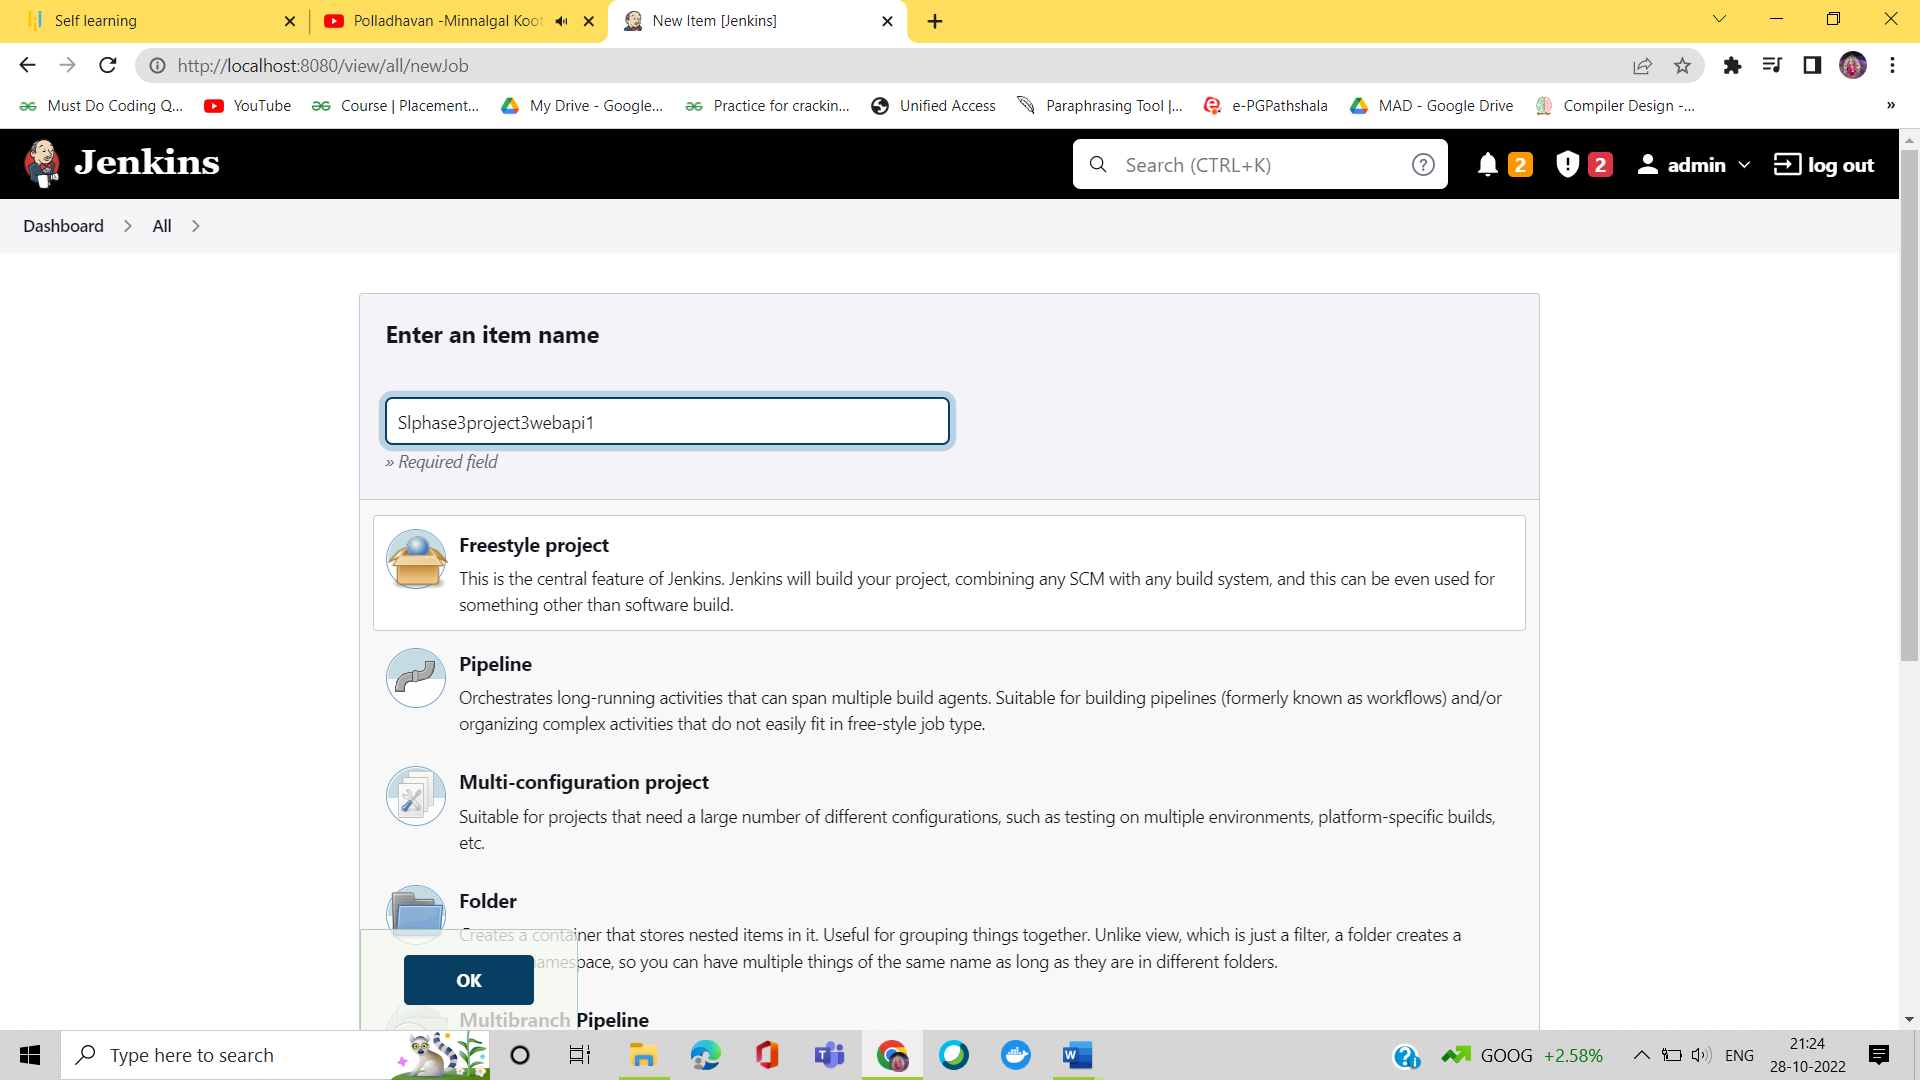 Self learning
Polladhavan -Minnalgal Koot
New Item [Jenkins]
http://localhost:8080/view/all/newJob
Must Do Coding Q...
YouTube
Course | Placement...
My Drive - Google...
Practice for crackin...
Unified Access
Paraphrasing Tool |...
e-PGPathshala
MAD - Google Drive
Compiler Design -...
»
Jenkins
Search (CTRL+K)
2
2
admin
log out
Dashboard
All
Enter an item name
Slphase3project3webapi1
» Required field
Freestyle project
This is the central feature of Jenkins. Jenkins will build your project, combining any SCM with any build system, and this can be even used for
something other than software build.
Pipeline
Orchestrates long-running activities that can span multiple build agents. Suitable for building pipelines (formerly known as workflows) and/or
organizing complex activities that do not easily fit in free-style job type.
Multi-configuration project
Suitable for projects that need a large number of different configurations, such as testing on multiple environments, platform-specific builds,
etc.
Folder
Creates a container that stores nested items in it. Useful for grouping things together. Unlike view, which is just a filter, a folder creates a
namespace, so you can have multiple things of the same name as long as they are in different folders.
OK
Multibranch Pipeline
Type here to search
GOOG +2.58%
ENG
21:24
28-10-2022